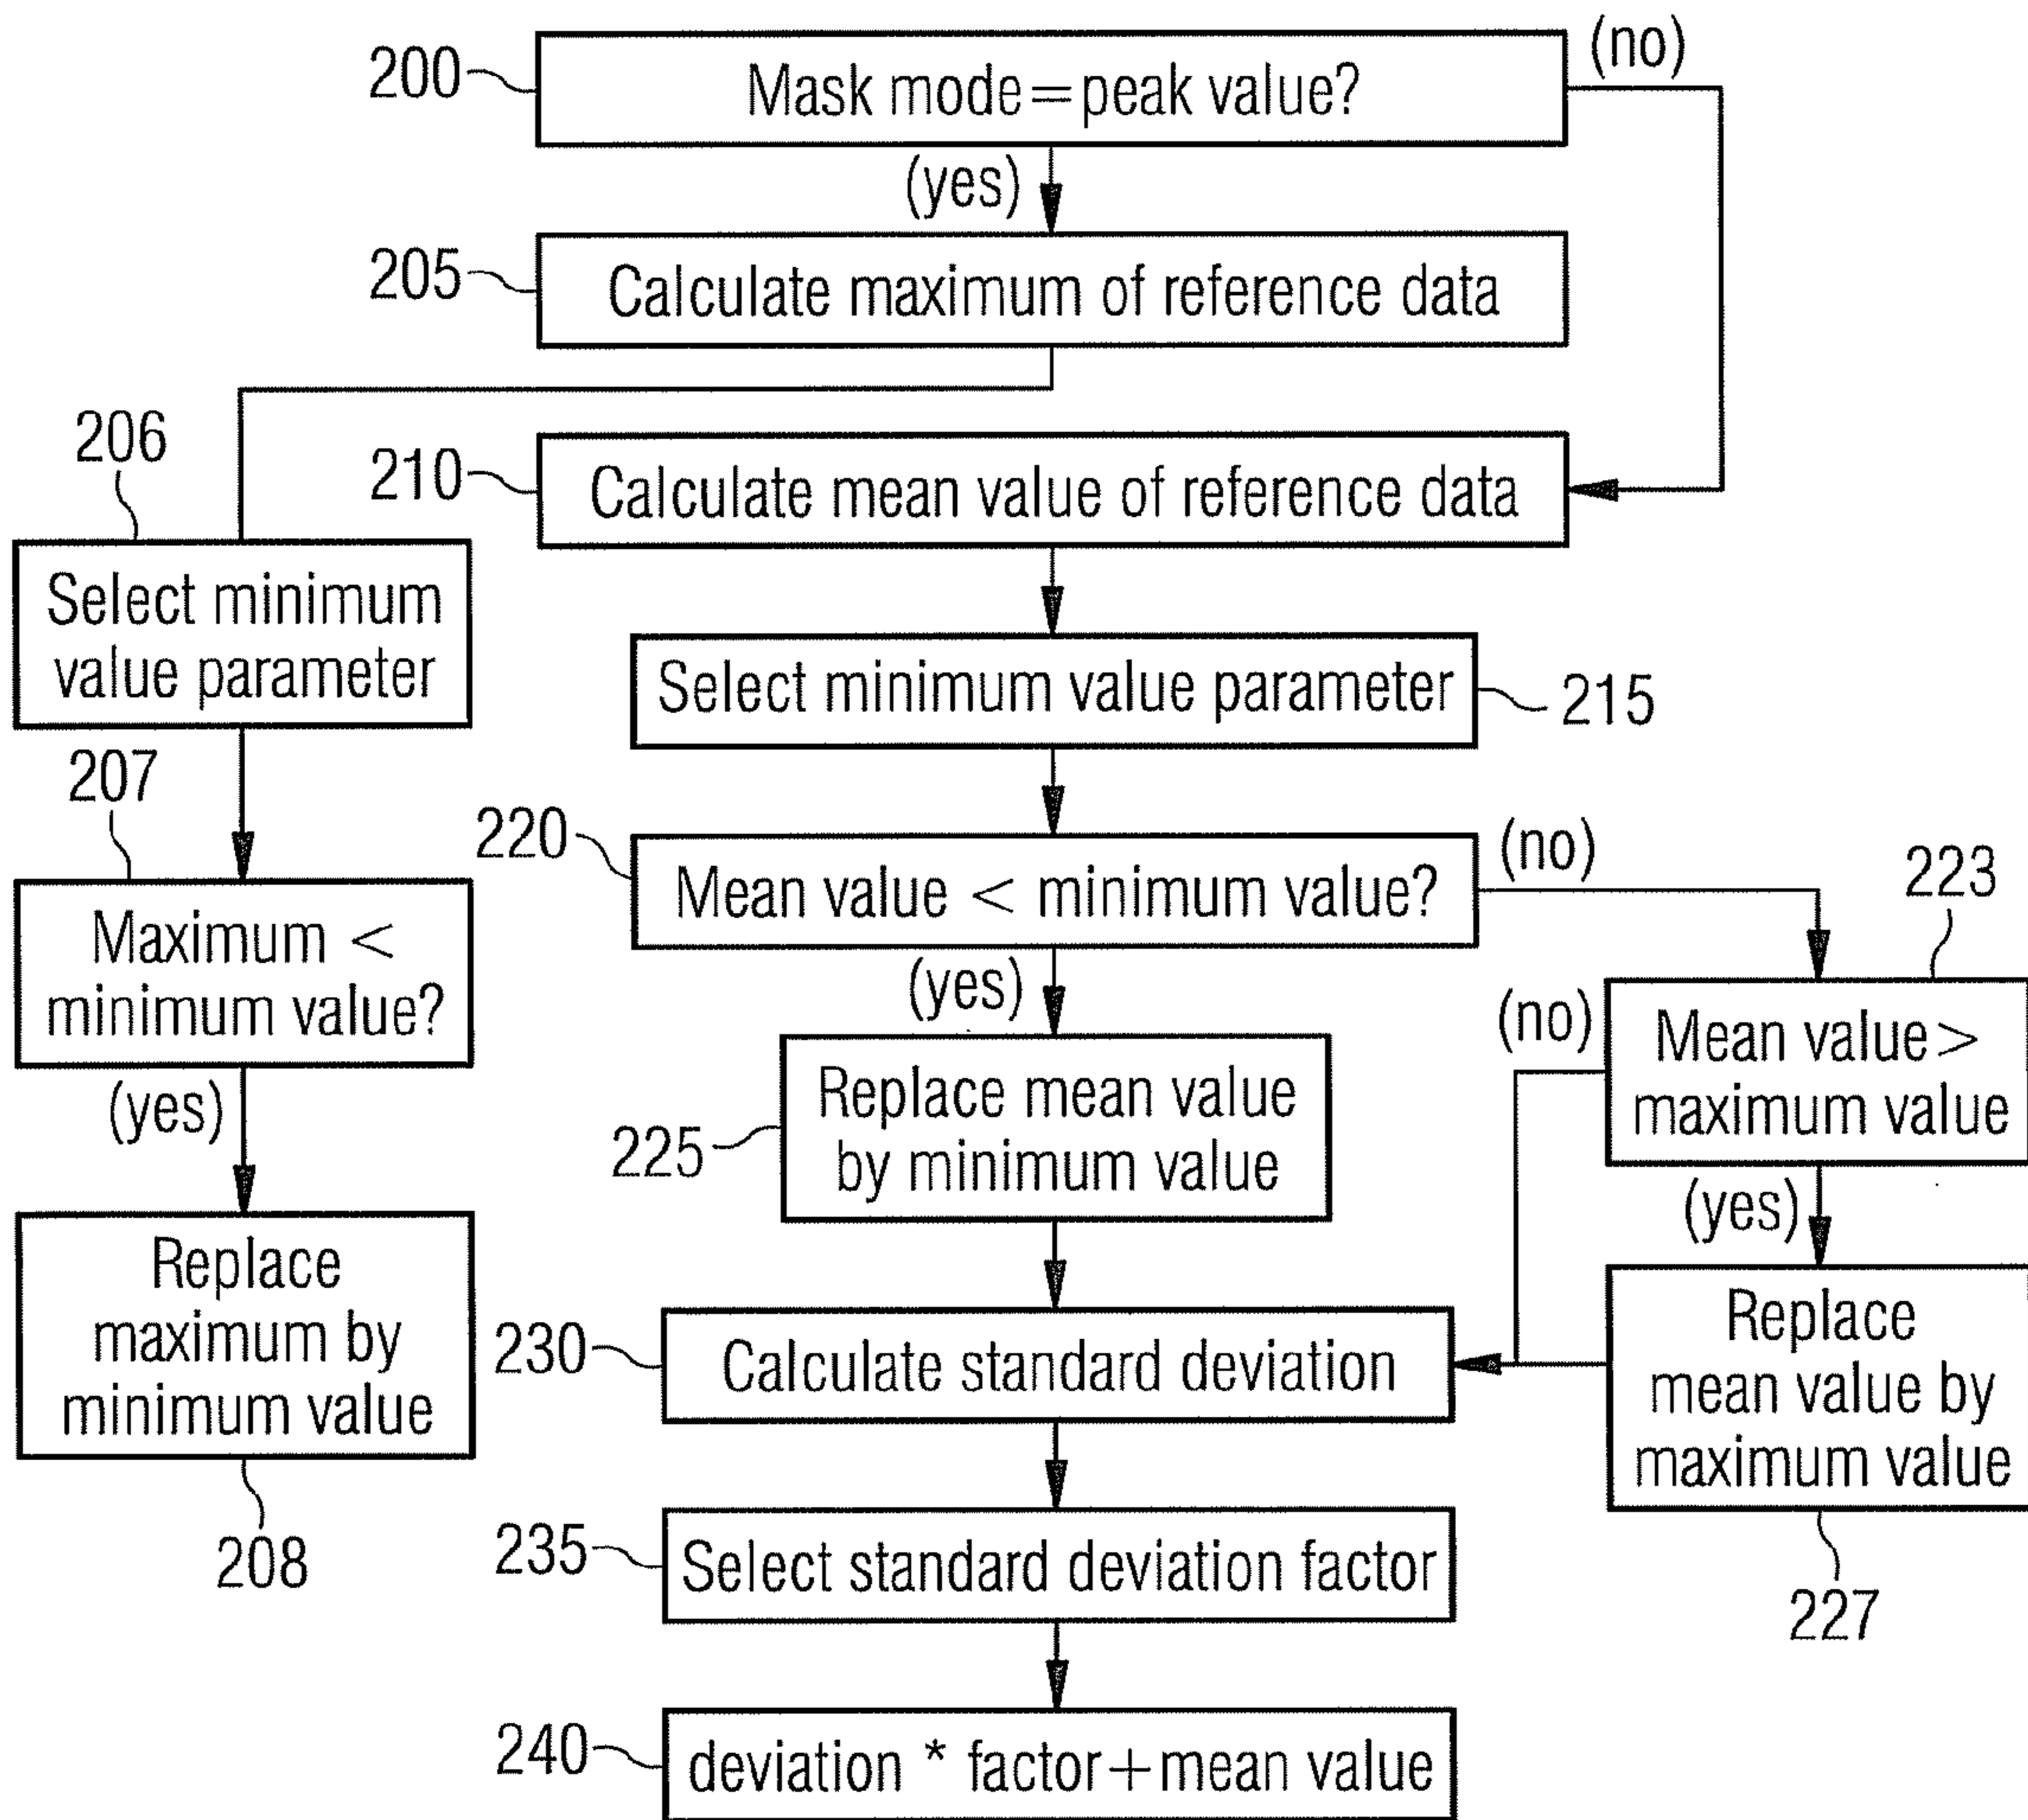 200
Mask mode=peak value?
(no)
(yes)
205
Calculate maximum of reference data
206
210
Calculate mean value of reference data
Select minimum
value parameter
Select minimum value parameter
215
207
220
Mean value < minimum value?
(no)
223
Maximum <
minimum value?
(yes)
(no)
Mean value>
maximum value
(yes)
225
Replace mean value
by minimum value
(yes)
Replace
maximum by
minimum value
208
230
Calculate standard deviation
Replace
mean value by
maximum value
227
235
Select standard deviation factor
240
deviation * factor+mean value